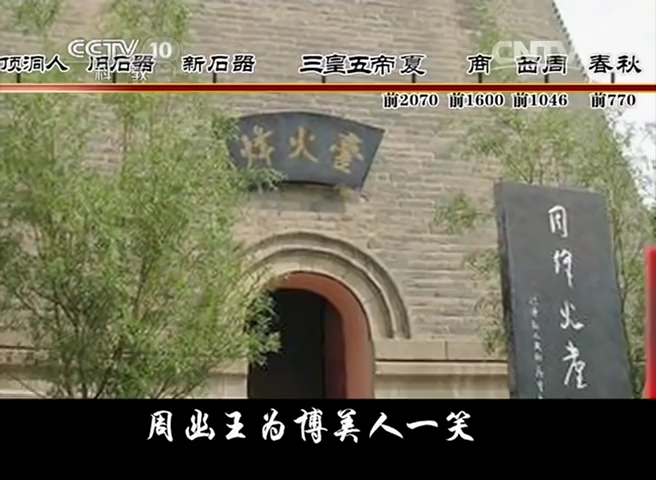 CCTV 10
科教
CNTV
顶洞人 旧石器 新石器 三皇五帝 夏 商 西周 春秋
前2070 前1600 前1046 前770
烽火臺
周烽火台
周幽王为博美人一笑